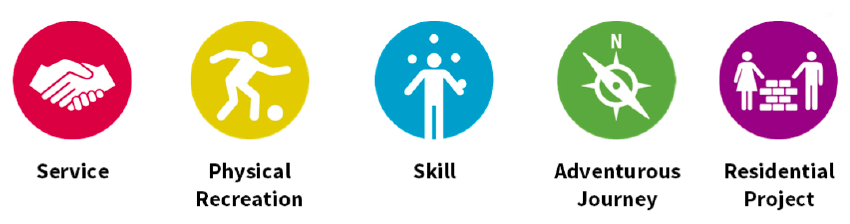 N
Service
Physical
Recreation
Skill
Adventurous
Journey
Residential
Project